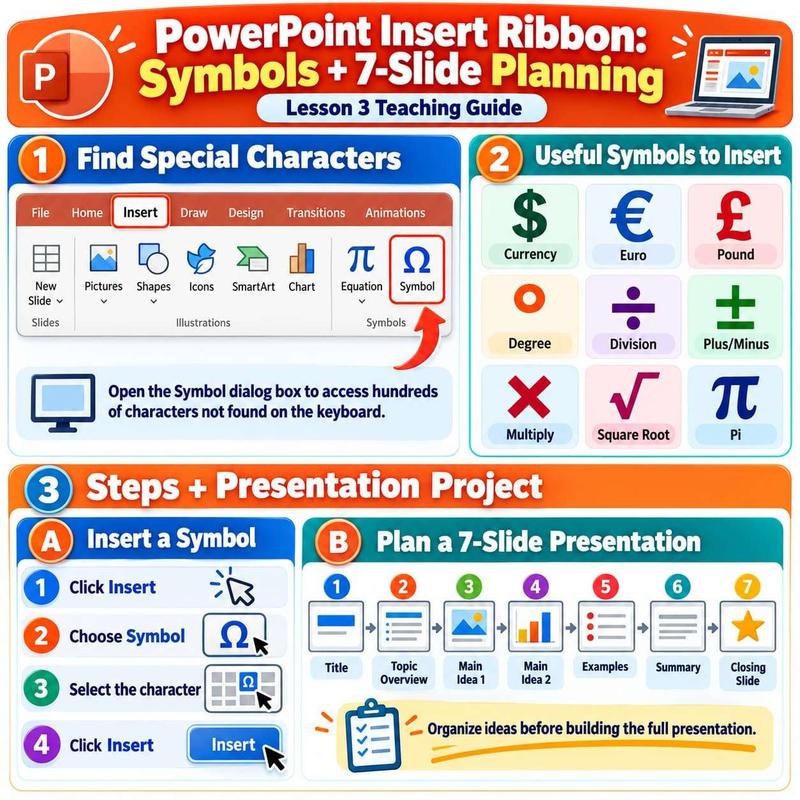 P
PowerPoint Insert Ribbon:
Symbols + 7-Slide Planning
Lesson 3 Teaching Guide
1 Find Special Characters
File Home Insert Draw Design Transitions Animations
New Slide
Pictures
Shapes
Icons
SmartArt
Chart
π
Equation
Ω
Symbol
Slides
Illustrations
Symbols
Open the Symbol dialog box to access hundreds
of characters not found on the keyboard.
2 Useful Symbols to Insert
$
Currency
€
Euro
£
Pound
°
Degree
÷
Division
±
Plus/Minus
×
Multiply
√
Square Root
π
Pi
3 Steps + Presentation Project
A Insert a Symbol
1 Click Insert
2 Choose Symbol
Ω
3 Select the character
Ω
4 Click Insert
Insert
B Plan a 7-Slide Presentation
1 2 3 4 5 6 7
Title
Topic
Overview
Main
Idea 1
Main
Idea 2
Examples
Summary
Closing
Slide
Organize ideas before building the full presentation.